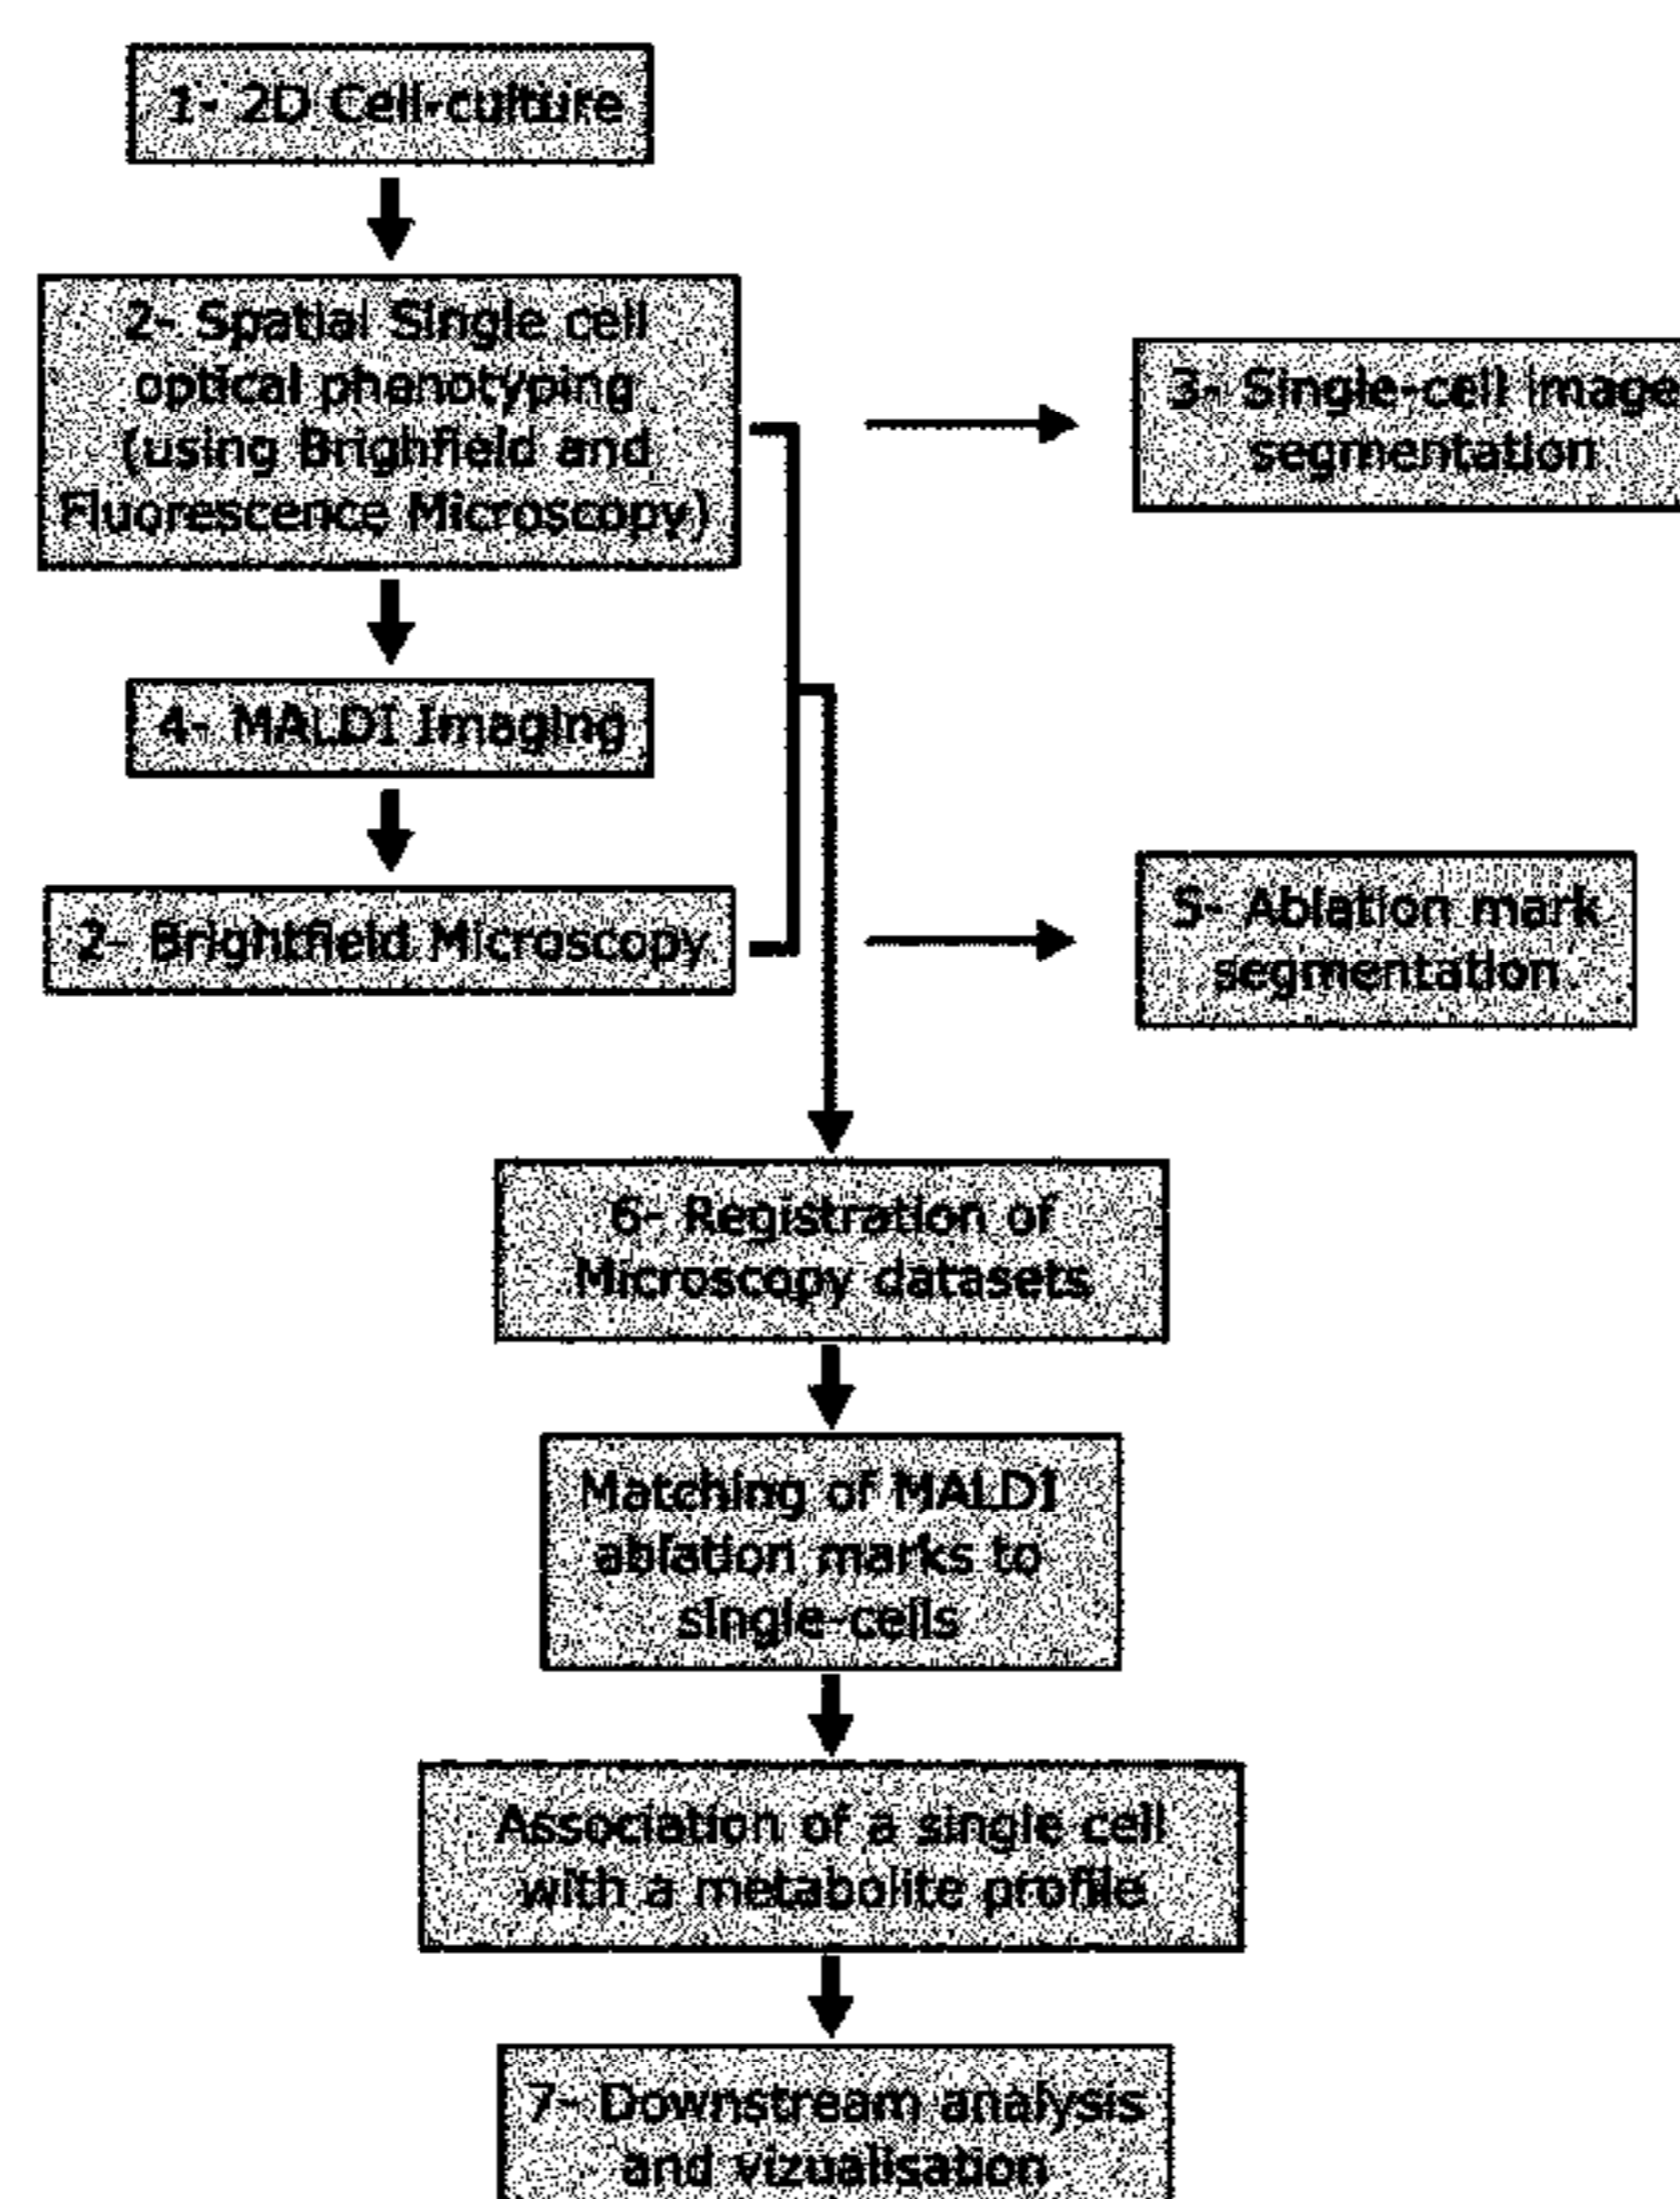 1- 2D Cell-culture
2- Spatial Single cell
optical phenotyping
(using Brighfield and
Fluorescence Microscopy)
3- Single-cell image
segmentation
4- MALDI Imaging
2- Brightfield Microscopy
5- Ablation mark
segmentation
6- Registration of
Microscopy datasets
Matching of MALDI
ablation marks to
single-cells
Association of a single cell
with a metabolite profile
7- Downstream analysis
and vizualisation